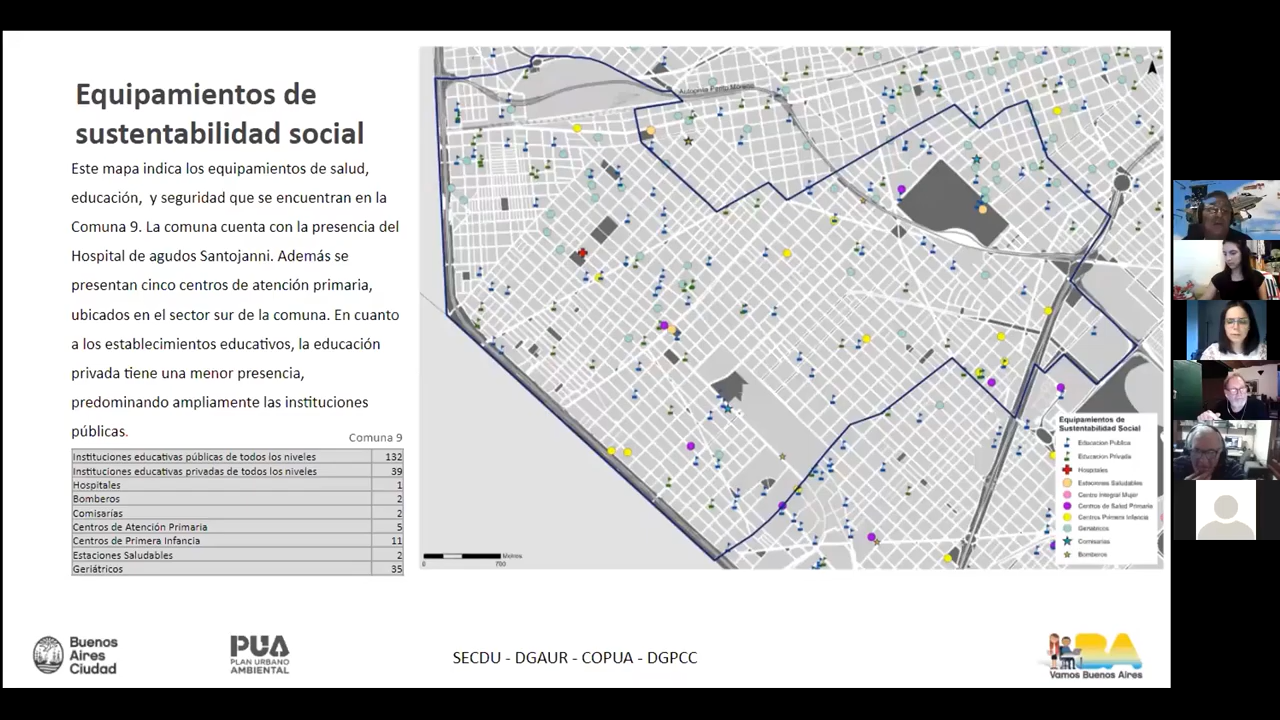 Equipamientos de
sustentabilidad social
Este mapa indica los equipamientos de salud,
educación, y seguridad que se encuentran en la
Comuna 9. La comuna cuenta con la presencia del
Hospital de agudos Santojanni. Además se
presentan cinco centros de atención primaria,
ubicados en el sector sur de la comuna. En cuanto
a los establecimientos educativos, la educación
privada tiene una menor presencia,
predominando ampliamente las instituciones
públicas.
Comuna 9
Instituciones educativas públicas de todos los niveles 132
Instituciones educativas privadas de todos los niveles 39
Hospitales 1
Bomberos 2
Comisarías 2
Centros de Atención Primaria 5
Centros de Primera Infancia 11
Estaciones Saludables 2
Geriátricos 35
Autopista Perito Moreno
Equipamientos de
Sustentabilidad Social
Educacion Publica
Educacion Privada
Hospitales
Estaciones Saludables
Centro Integral Mujer
Centros de Salud Primaria
Centros Primera Infancia
Geriatricos
Comisarias
Bomberos
Metros
0 700
Buenos
Aires
Ciudad
PUA
PLAN URBANO
AMBIENTAL
SECDU - DGAUR - COPUA - DGPCC
BA
Vamos Buenos Aires